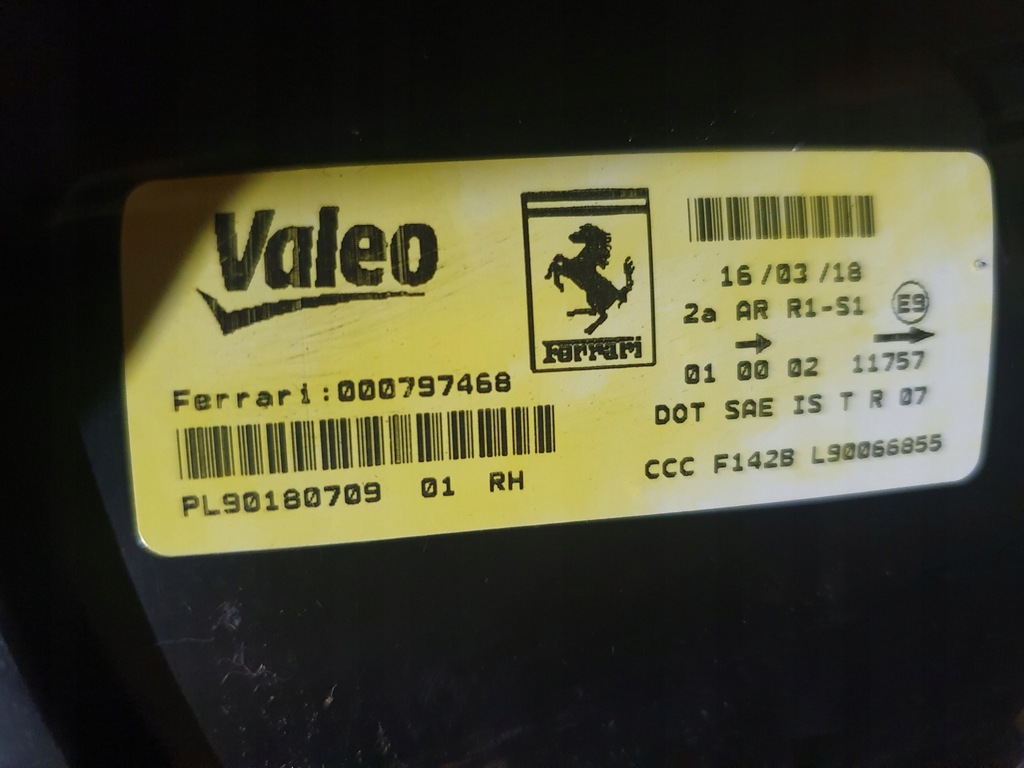 Valeo
Ferrari
Ferrari:000797468
PL90180709 01 RH
16/03/18
2a AR R1-S1 E9
01 00 02 11757
DOT SAE IS T R 07
CCC F142B L90066855